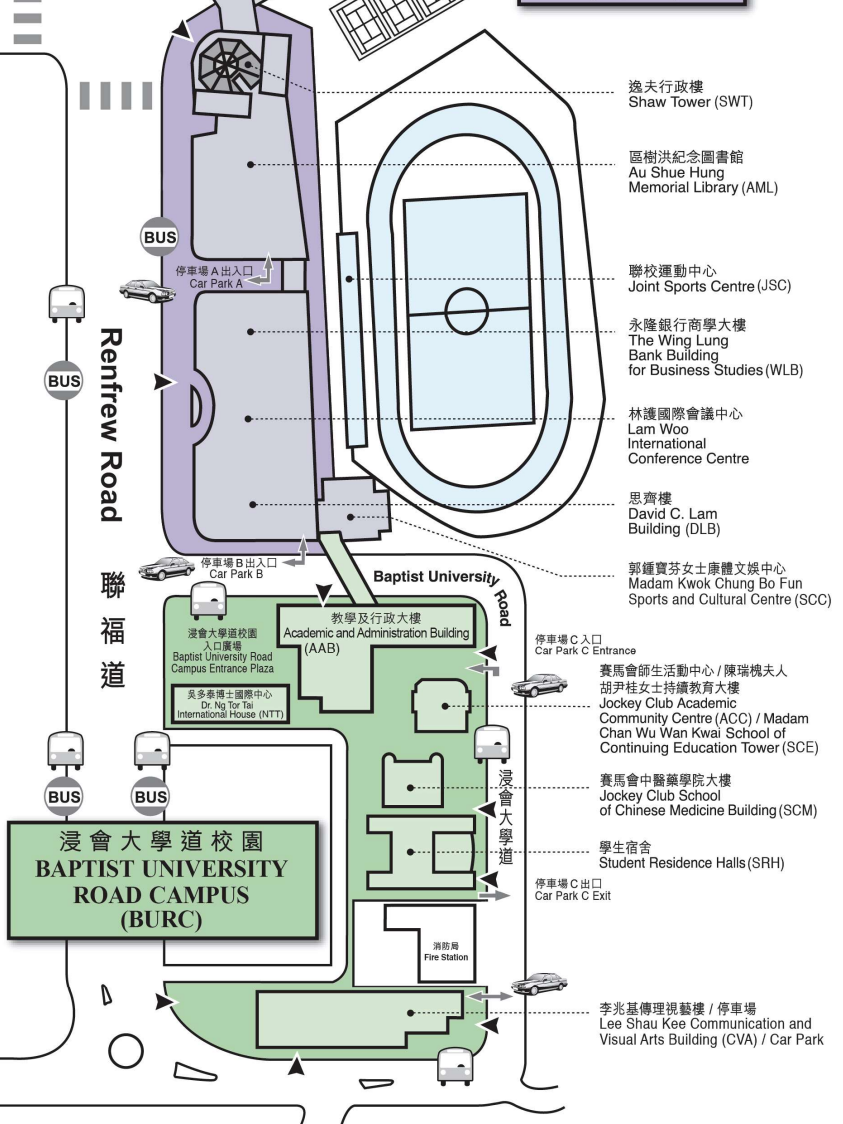 逸夫行政樓
Shaw Tower (SWT)
區樹洪紀念圖書館
Au Shue Hung
Memorial Library (AML)
BUS
停車場 A 出入口
Car Park A
聯校運動中心
Joint Sports Centre (JSC)
永隆銀行商學大樓
The Wing Lung
Bank Building
for Business Studies (WLB)
BUS
Renfrew Road
聯福道
林護國際會議中心
Lam Woo
International
Conference Centre
思齊樓
David C. Lam
Building (DLB)
停車場 B 出入口
Car Park B
郭鍾寶芬女士康體文娛中心
Madam Kwok Chung Bo Fun
Sports and Cultural Centre (SCC)
Baptist University Road
教學及行政大樓
Academic and Administration Building
(AAB)
浸會大學道校園
入口廣場
Baptist University Road
Campus Entrance Plaza
停車場 C 入口
Car Park C Entrance
吳多泰博士國際中心
Dr. Ng Tor Tai
International House (NTT)
賽馬會師生活動中心 / 陳瑞槐夫人
胡尹桂女士持續教育大樓
Jockey Club Academic
Community Centre (ACC) / Madam
Chan Wu Wan Kwai School of
Continuing Education Tower (SCE)
BUS
BUS
浸會大學道
賽馬會中醫藥學院大樓
Jockey Club School
of Chinese Medicine Building (SCM)
浸會大學道校園
BAPTIST UNIVERSITY
ROAD CAMPUS
(BURC)
學生宿舍
Student Residence Halls (SRH)
停車場 C 出口
Car Park C Exit
消防局
Fire Station
李兆基傳理視藝樓 / 停車場
Lee Shau Kee Communication and
Visual Arts Building (CVA) / Car Park